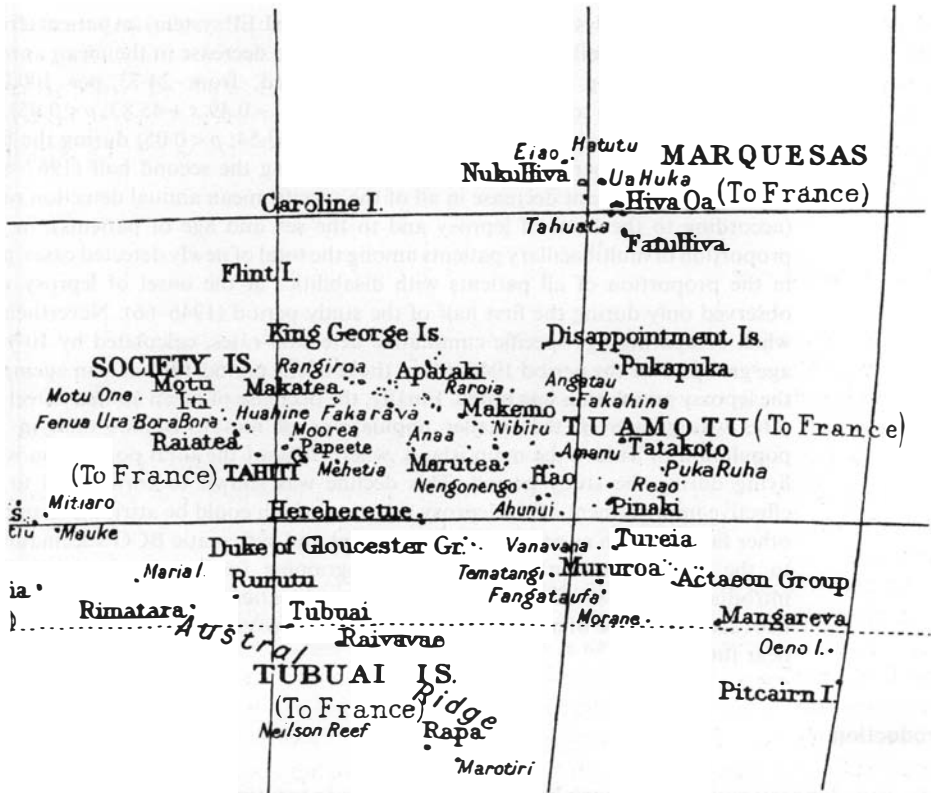 Eiao
Hatutu
MARQUESAS
NukuHiva
Ua Huka
(To France)
Caroline I.
Hiva Oa
Tahuata
FatuHiva
Flint I.
King George Is.
Disappointment Is.
SOCIETY IS.
Rangiroa
Apataki
Pukapuka
Motu One
Motu
Iti
Makatea
Raroia
Angatau
Fakahina
Fenua Ura
BoraBora
Huahine
Fakarava
Makemo
TUAMOTU (To France)
Raiatea
Moorea
Anaa
Nihiru
Papeete
Amanu
Tatakoto
(To France)
TAHITI
Mehetia
Marutea
Hao
PukaRuha
Nengonengo
Reao
Mitiaro
Hereheretue
Ahunui
Pinaki
Mauke
Duke of Gloucester Gr.
Vanavana
Tureia
Maria I.
Rurutu
Tematangi
Mururoa
Actaeon Group
Fangataufa
Rimatara
Tubuai
Morane
Mangareva
Austral
Raivavae
Oeno I.
TUBUAI IS.
Ridge
Pitcairn I.
(To France)
Neilson Reef
Rapa
Marotiri